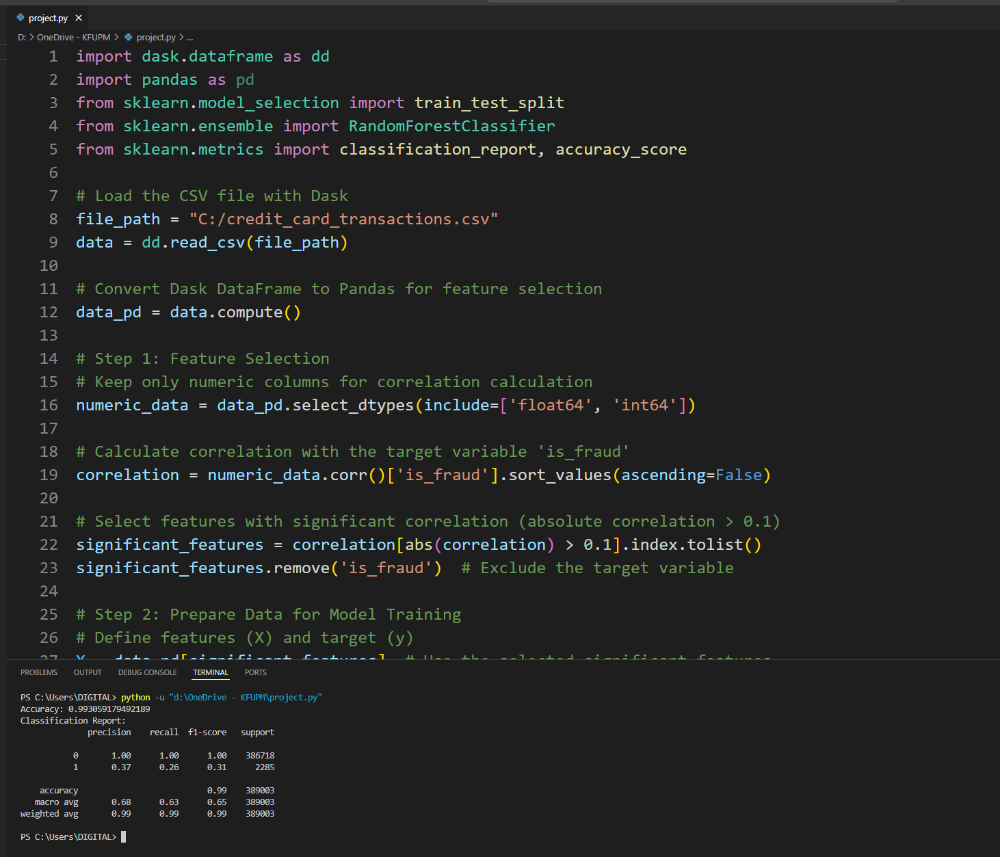 project.py ×
D: > OneDrive - KFUPM > project.py > ...
1 import dask.dataframe as dd
2 import pandas as pd
3 from sklearn.model_selection import train_test_split
4 from sklearn.ensemble import RandomForestClassifier
5 from sklearn.metrics import classification_report, accuracy_score
6
7 # Load the CSV file with Dask
8 file_path = "C:/credit_card_transactions.csv"
9 data = dd.read_csv(file_path)
10
11 # Convert Dask DataFrame to Pandas for feature selection
12 data_pd = data.compute()
13
14 # Step 1: Feature Selection
15 # Keep only numeric columns for correlation calculation
16 numeric_data = data_pd.select_dtypes(include=['float64', 'int64'])
17
18 # Calculate correlation with the target variable 'is_fraud'
19 correlation = numeric_data.corr()['is_fraud'].sort_values(ascending=False)
20
21 # Select features with significant correlation (absolute correlation > 0.1)
22 significant_features = correlation[abs(correlation) > 0.1].index.tolist()
23 significant_features.remove('is_fraud')  # Exclude the target variable
24
25 # Step 2: Prepare Data for Model Training
26 # Define features (X) and target (y)
27 X = data_pd[significant_features]  # Use the selected significant features
PROBLEMS OUTPUT DEBUG CONSOLE TERMINAL PORTS
PS C:\Users\DIGITAL> python -u "d:\OneDrive - KFUPM\project.py"
Accuracy: 0.993059179492189
Classification Report:
precision recall f1-score support
0 1.00 1.00 1.00 386718
1 0.37 0.26 0.31 2285
accuracy 0.99 389003
macro avg 0.68 0.63 0.65 389003
weighted avg 0.99 0.99 0.99 389003
PS C:\Users\DIGITAL>